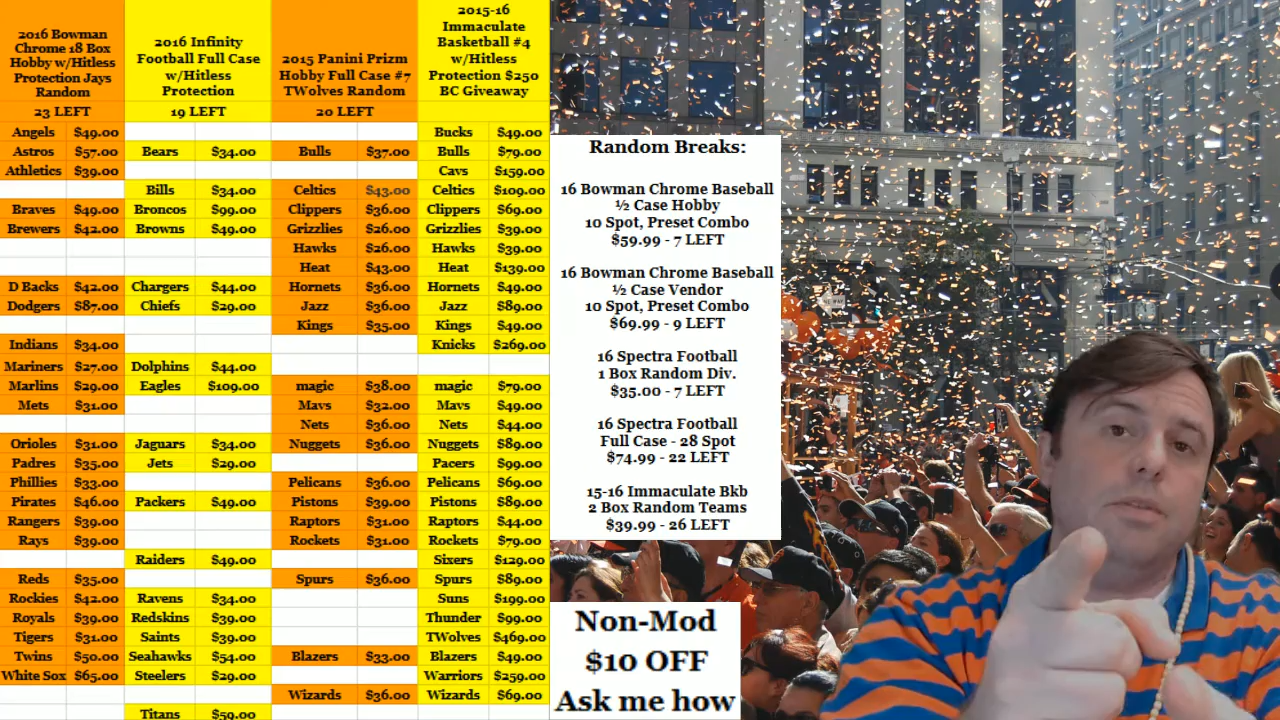 2016 Bowman
Chrome 18 Box
Hobby w/Hitless
Protection Jays
Random
23 LEFT
Angels $49.00
Astros $57.00
Athletics $39.00
Braves $49.00
Brewers $42.00
D Backs $42.00
Dodgers $87.00
Indians $34.00
Mariners $27.00
Marlins $29.00
Mets $31.00
Orioles $31.00
Padres $35.00
Phillies $33.00
Pirates $46.00
Rangers $39.00
Rays $39.00
Reds $35.00
Rockies $42.00
Royals $39.00
Tigers $31.00
Twins $50.00
White Sox $65.00
2016 Infinity
Football Full Case
w/Hitless
Protection
19 LEFT
Bears $34.00
Bills $34.00
Broncos $99.00
Browns $49.00
Chargers $44.00
Chiefs $29.00
Dolphins $44.00
Eagles $109.00
Jaguars $34.00
Jets $29.00
Packers $49.00
Raiders $49.00
Ravens $34.00
Redskins $39.00
Saints $39.00
Seahawks $54.00
Steelers $29.00
Titans $59.00
2015 Panini Prizm
Hobby Full Case #7
TWolves Random
20 LEFT
Bulls $37.00
Celtics $43.00
Clippers $36.00
Grizzlies $26.00
Hawks $26.00
Heat $43.00
Hornets $36.00
Jazz $36.00
Kings $35.00
magic $38.00
Mavs $32.00
Nets $36.00
Nuggets $36.00
Pelicans $36.00
Pistons $39.00
Raptors $31.00
Rockets $31.00
Spurs $36.00
Blazers $33.00
Wizards $36.00
2015-16
Immaculate
Basketball #4
w/Hitless
Protection $250
BC Giveaway
Bucks $49.00
Bulls $79.00
Cavs $159.00
Celtics $109.00
Clippers $69.00
Grizzlies $39.00
Hawks $39.00
Heat $139.00
Hornets $49.00
Jazz $89.00
Kings $49.00
Knicks $269.00
magic $79.00
Mavs $49.00
Nets $44.00
Nuggets $89.00
Pacers $99.00
Pelicans $69.00
Pistons $89.00
Raptors $44.00
Rockets $79.00
Sixers $129.00
Spurs $89.00
Suns $199.00
Thunder $99.00
TWolves $469.00
Blazers $49.00
Warriors $259.00
Wizards $69.00
Random Breaks:
16 Bowman Chrome Baseball
½ Case Hobby
10 Spot, Preset Combo
$59.99 - 7 LEFT
16 Bowman Chrome Baseball
½ Case Vendor
10 Spot, Preset Combo
$69.99 - 9 LEFT
16 Spectra Football
1 Box Random Div.
$35.00 - 7 LEFT
16 Spectra Football
Full Case - 28 Spot
$74.99 - 22 LEFT
15-16 Immaculate Bkb
2 Box Random Teams
$39.99 - 26 LEFT
Non-Mod
$10 OFF
Ask me how